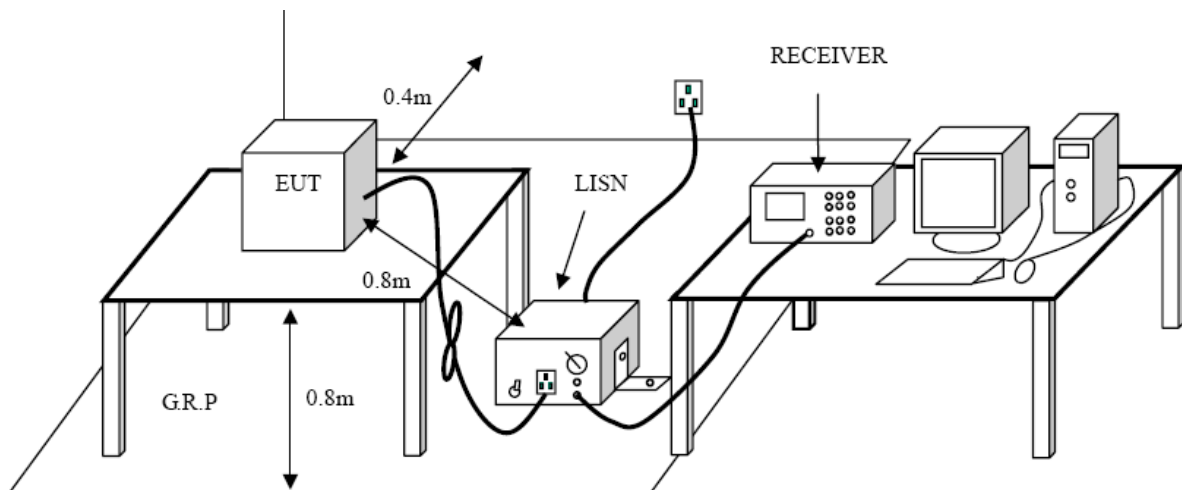 RECEIVER
0.4m
EUT
LISN
0.8m
G.R.P
0.8m